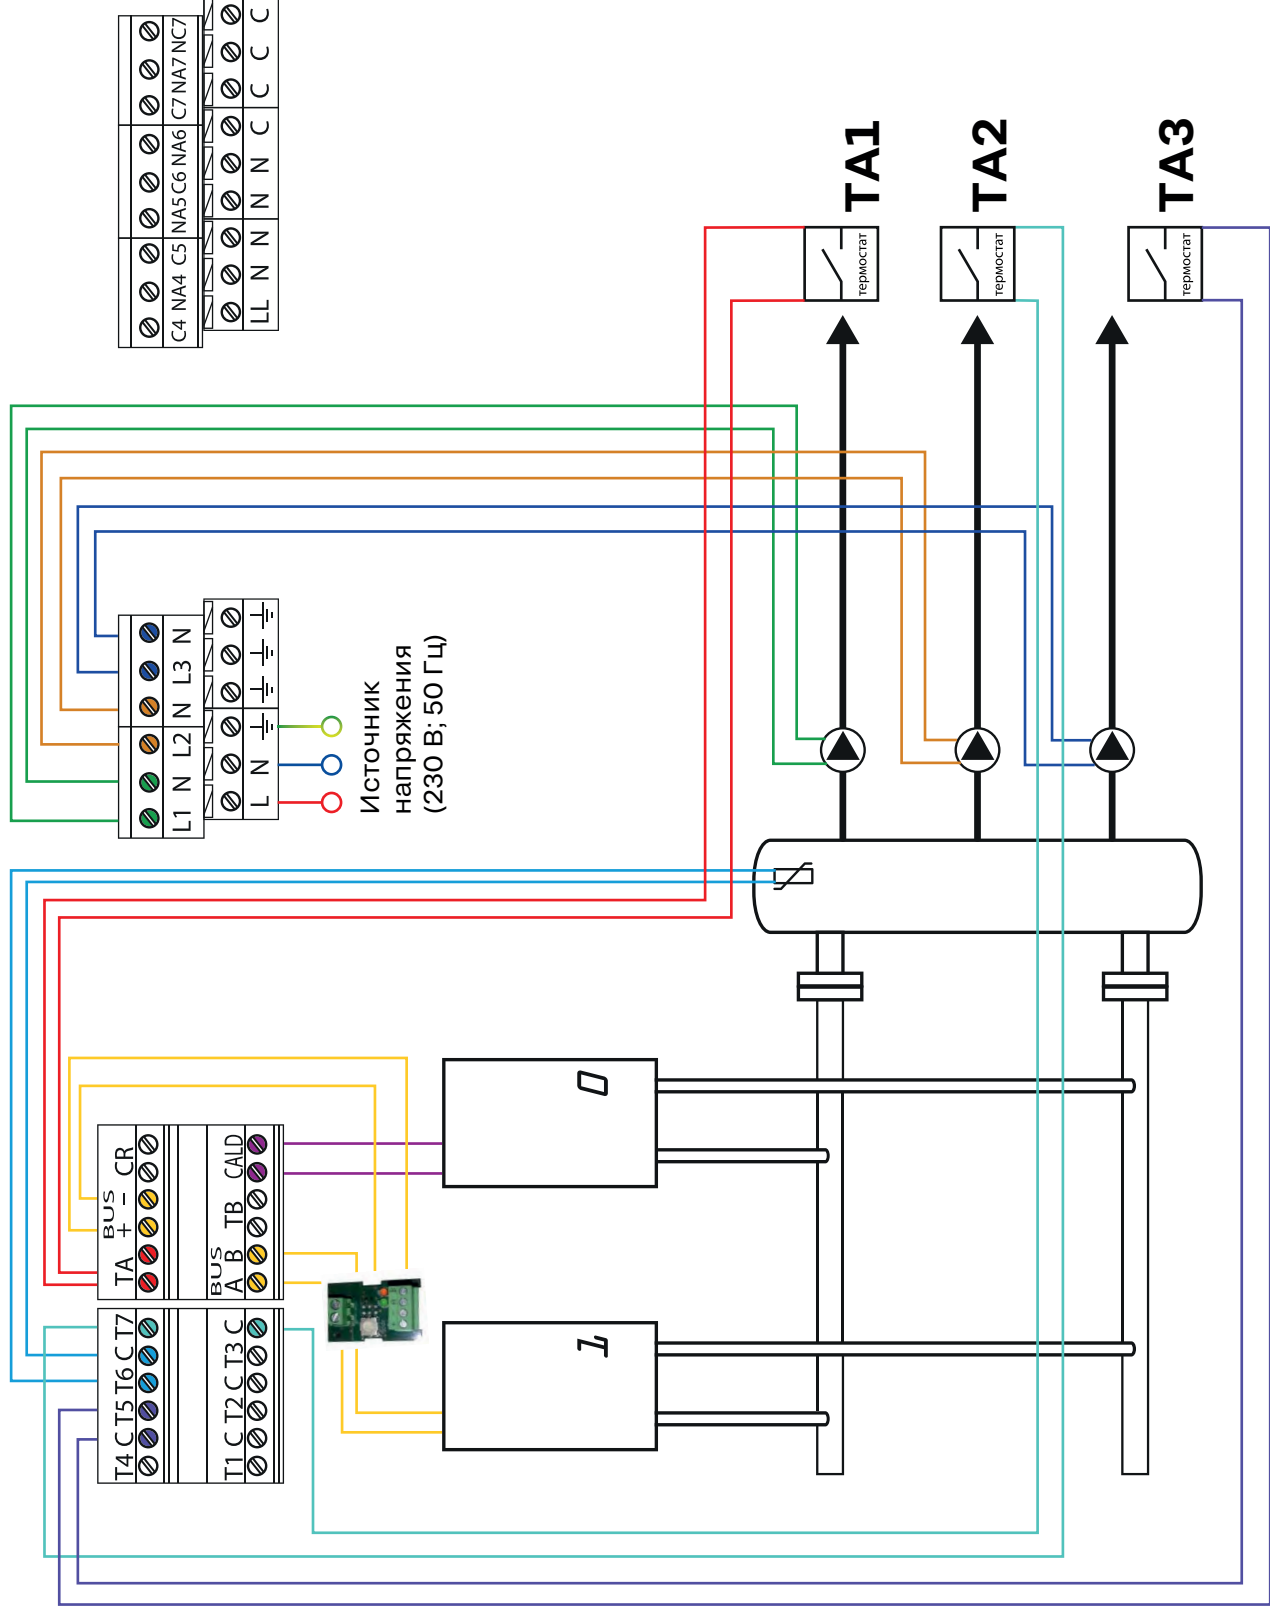 C4 NA4 C5 NA5 C6 NA6 C7 NA7 NC7
LL N N N N C C C C
TA1
TA2
TA3
термостат
термостат
термостат
L1 N L2 N L3 N
L N
Источник
напряжения
(230 В; 50 Гц)
BUS
TA + - CR
BUS
A B TB CALD
T4 C T5 T6 C T7
T1 C T2 C T3 C
0
1